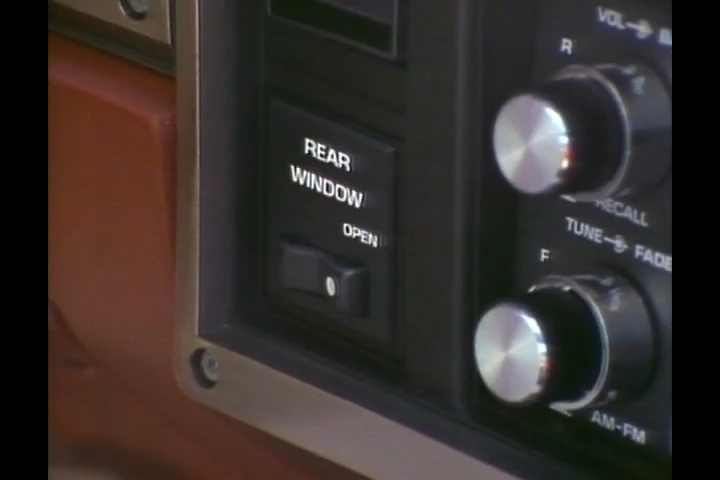 REAR
WINDOW
OPEN
VOL
R
RECALL
TUNE FADE
F
AM-FM